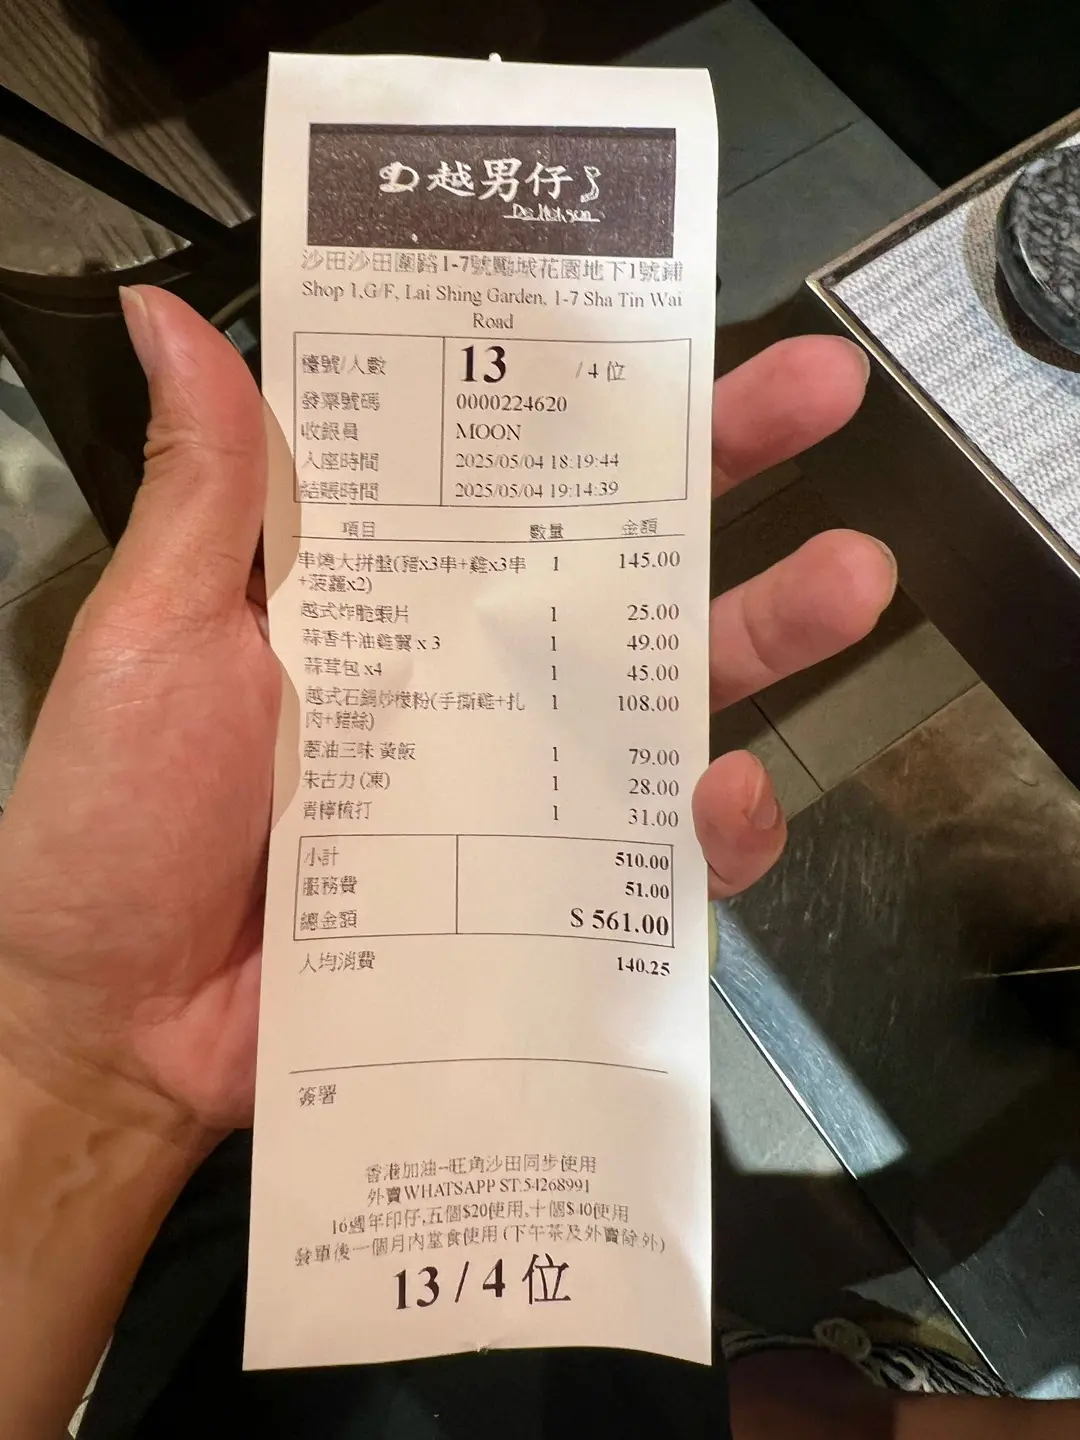 越男仔
De Nam Sun
沙田沙田圍路1-7號勵城花園地下1號鋪
Shop 1,G/F, Lai Shing Garden, 1-7 Sha Tin Wai
Road
檯號/人數 13 / 4 位
發票號碼 0000224620
收銀員 MOON
入座時間 2025/05/04 18:19:44
結賬時間 2025/05/04 19:14:39
項目 數量 金額
串燒大拼盤(豬x3串+雞x3串 1 145.00
+菠蘿x2)
越式炸脆蝦片 1 25.00
蒜香牛油雞翼 x 3 1 49.00
蒜茸包 x4 1 45.00
越式石鍋炒檬粉(手撕雞+扎 1 108.00
肉+豬絲)
蔥油三味 黃飯 1 79.00
朱古力 (凍) 1 28.00
青檸梳打 1 31.00
小計 510.00
服務費 51.00
總金額 $ 561.00
人均消費 140.25
簽署
香港加油~旺角沙田同步使用
外賣WHATSAPP ST:54268991
16週年印仔,五個$20使用,十個$40使用
發單後一個月內堂食使用 (下午茶及外賣除外)
13 / 4 位